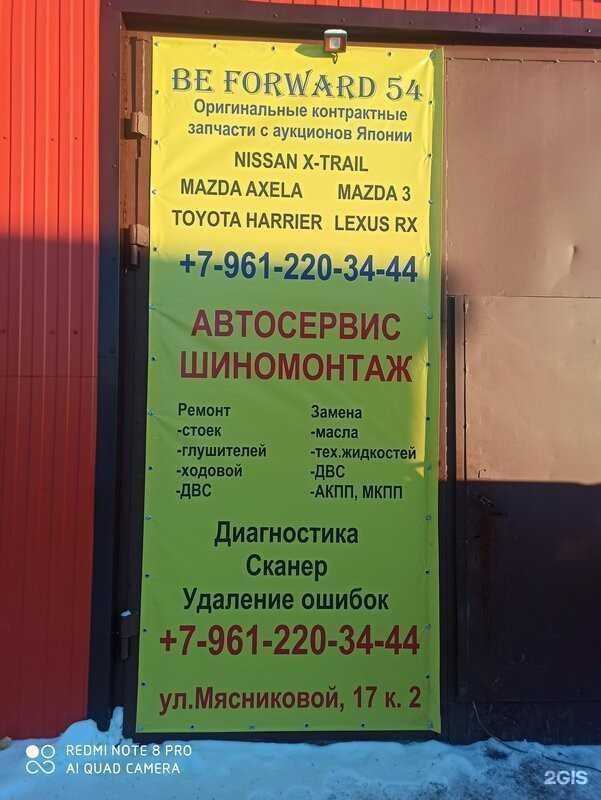 BE FORWARD 54
Оригинальные контрактные
запчасти с аукционов Японии
NISSAN X-TRAIL
MAZDA AXELA MAZDA 3
TOYOTA HARRIER LEXUS RX
+7-961-220-34-44
АВТОСЕРВИС
ШИНОМОНТАЖ
Ремонт
-стоек
-глушителей
-ходовой
-ДВС
Замена
-масла
-тех.жидкостей
-ДВС
-АКПП, МКПП
Диагностика
Сканер
Удаление ошибок
+7-961-220-34-44
ул.Мясниковой, 17 к. 2
REDMI NOTE 8 PRO
AI QUAD CAMERA
2GIS